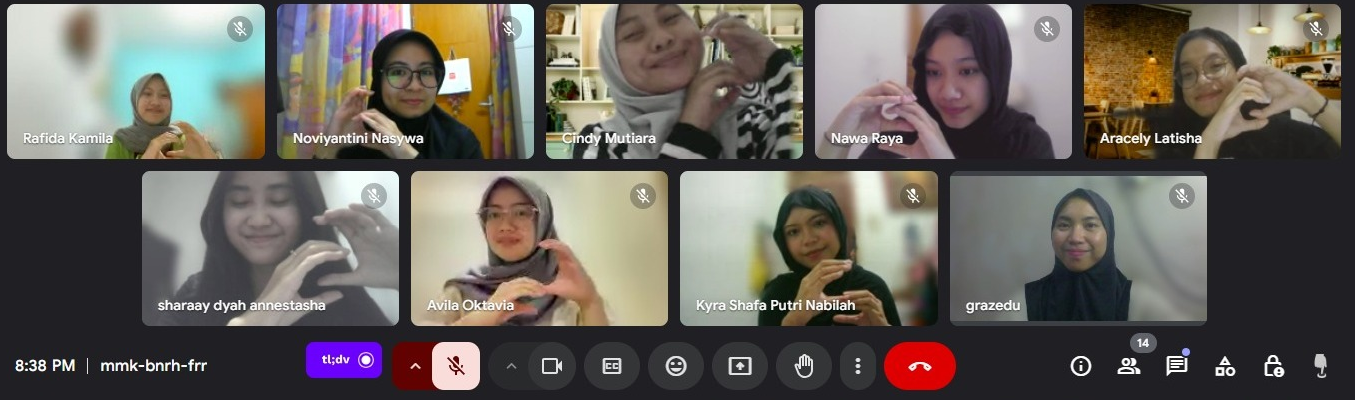 Rafida Kamila
Noviyantini Nasywa
Cindy Mutiara
Nawa Raya
Aracely Latisha
sharaay dyah annestasha
Avila Oktavia
Kyra Shafa Putri Nabilah
grazedu
8:38 PM | mmk-bnrh-frr
tl;dv
CC
14